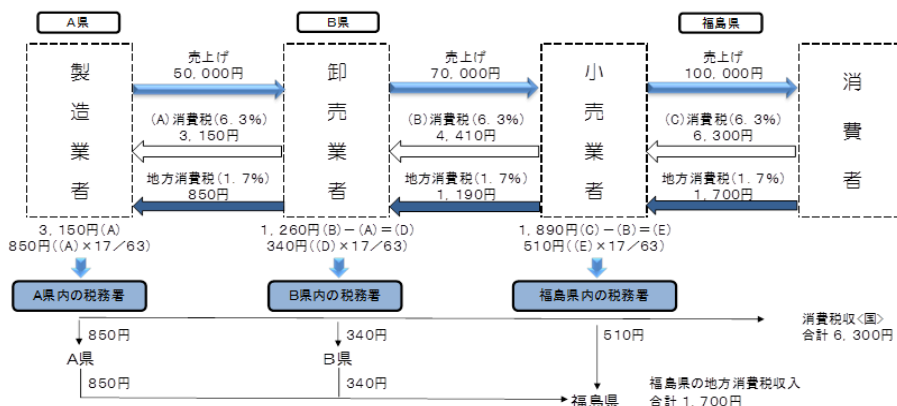 A県
B県
福島県
製造業者
卸売業者
小売業者
消費者
売上げ
50,000円
売上げ
70,000円
売上げ
100,000円
(A)消費税(6.3%)
3,150円
(B)消費税(6.3%)
4,410円
(C)消費税(6.3%)
6,300円
地方消費税(1.7%)
850円
地方消費税(1.7%)
1,190円
地方消費税(1.7%)
1,700円
3,150円(A)
850円((A)×17/63)
1,260円(B)-(A)=(D)
340円((D)×17/63)
1,890円(C)-(B)=(E)
510円((E)×17/63)
A県内の税務署
B県内の税務署
福島県内の税務署
消費税収<国>
合計 6,300円
850円
340円
510円
A県
B県
850円
340円
福島県
福島県の地方消費税収入
合計 1,700円